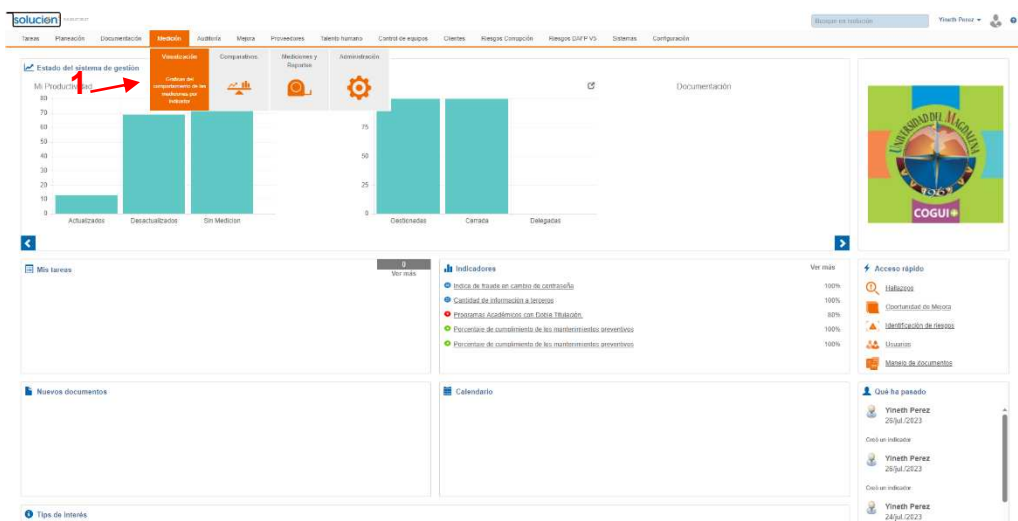 isolución
Buscar en Isolución
Yineth Perez
Tareas Planeación Documentación Medición Auditoría Mejora Proveedores Talento humano Control de equipos Clientes Riesgos Corrupción Riesgos DAFP V5 Sistemas Configuración
Visualización Comparativos Mediciones y Reportes Administración
Gráficas del comportamiento de las mediciones por indicador
1
Estado del sistema de gestión
Mi Productividad
Documentación
80
70
60
50
40
30
20
10
0
Actualizados Desactualizados Sin Medicion
75
50
25
0
Gestionadas Cerrada Delegadas
UNIVERSIDAD DEL MAGDALENA
COGUI+
Mis tareas
0
Ver más
Indicadores
Ver más
Indice de fraude en cambio de contraseña 100%
Cantidad de información a terceros 100%
Programas Académicos con Doble Titulación. 60%
Porcentaje de cumplimiento de los mantenimientos preventivos 100%
Porcentaje de cumplimiento de los mantenimientos preventivos 100%
Acceso rápido
Hallazgos
Oportunidad de Mejora
Identificación de riesgos
Usuarios
Manejo de documentos
Nuevos documentos
Calendario
Qué ha pasado
Yineth Perez
26/jul./2023
Creó un indicador
Yineth Perez
26/jul./2023
Creó un indicador
Yineth Perez
24/jul./2023
Tips de interés